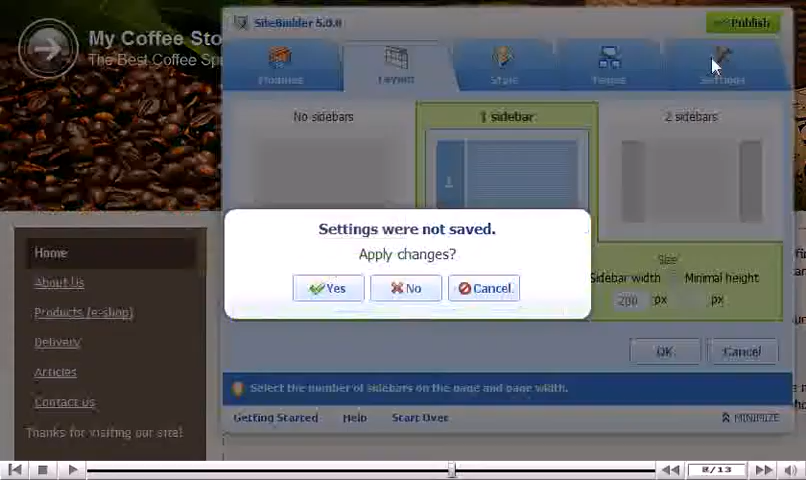 My Coffee Sto
The Best Coffee Sp
SiteBuilder 5.0.0
Publish
Modules
Layout
Style
Pages
Settings
No sidebars
1 sidebar
2 sidebars
1
Settings were not saved.
Apply changes?
Yes
No
Cancel
Size
Sidebar width
Minimal height
200 px
px
OK
Cancel
Select the number of sidebars on the page and page width.
Getting Started
Help
Start Over
MINIMIZE
Home
About Us
Products (e-shop)
Delivery
Articles
Contact us
Thanks for visiting our site!
8/13